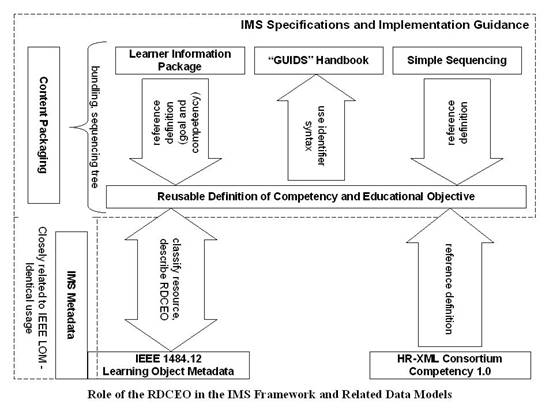 IMS Specifications and Implementation Guidance
Learner Information
Package
“GUIDS” Handbook
Simple Sequencing
Content Packaging
bundling, sequencing tree
reference
definition
(goal) and
competency/
use identifier
syntax
reference
definition
Reusable Definition of Competency and Educational Objective
Closely related to IEEE LOM -
Identical usage
IMS Metadata
classify resource,
describe RDCEO
reference definition
IEEE 1484.12
Learning Object Metadata
HR-XML Consortium
Competency 1.0
Role of the RDCEO in the IMS Framework and Related Data Models